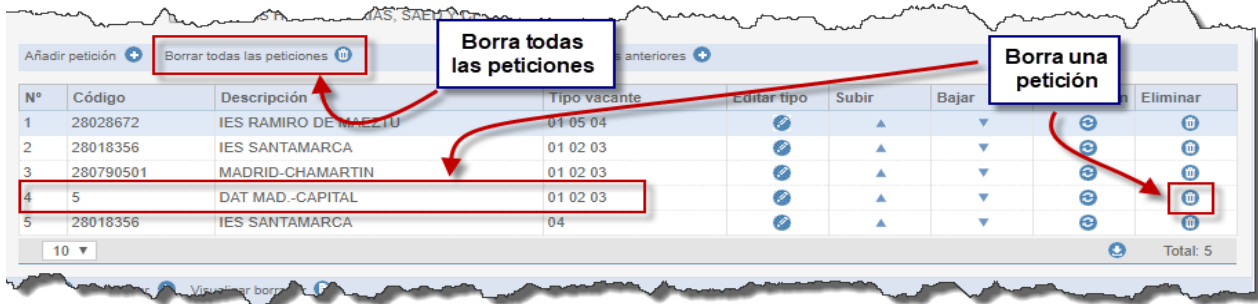 AS, SAED Y
Añadir petición Borrar todas las peticiones anteriores
Borra todas
las peticiones
Borra una
petición
Nº Código Descripción Tipo vacante Editar tipo Subir Bajar Eliminar
1 28028672 IES RAMIRO DE MAEZTU 01 05 04
2 28018356 IES SANTAMARCA 01 02 03
3 280790501 MADRID-CHAMARTIN 01 02 03
4 5 DAT MAD.-CAPITAL 01 02 03
5 28018356 IES SANTAMARCA 04
10 Total: 5